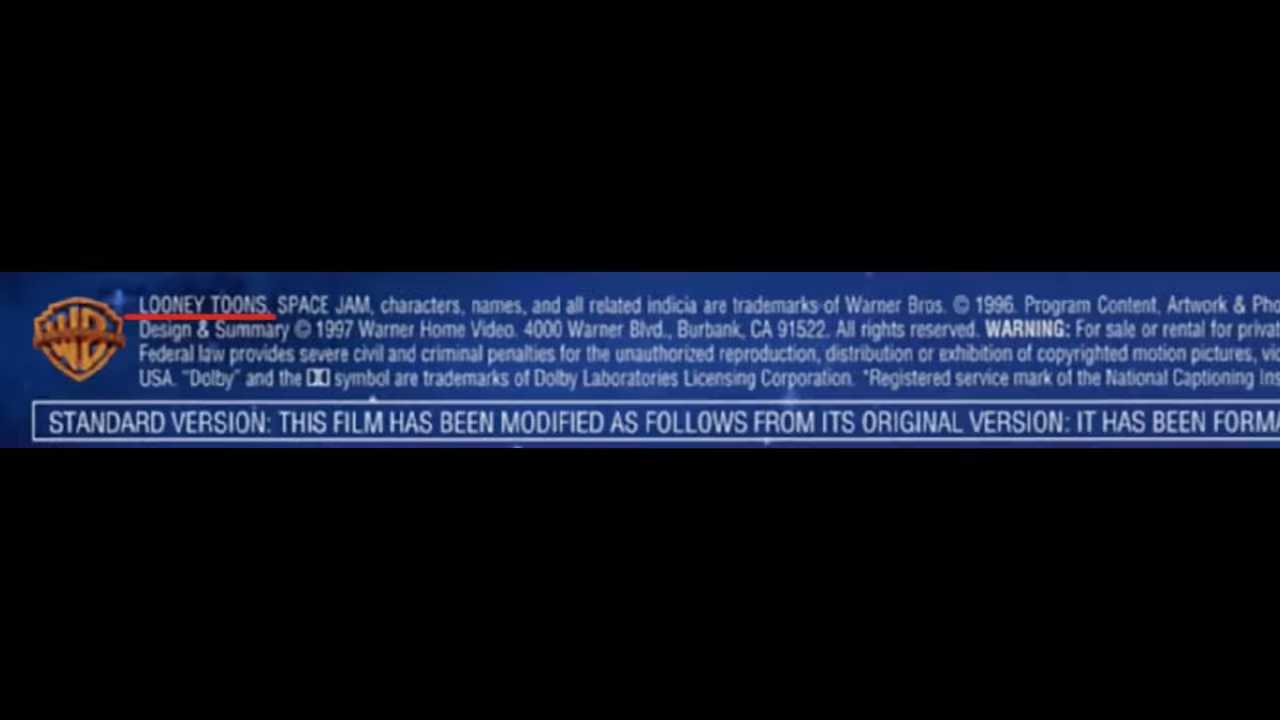 LOONEY TOONS, SPACE JAM, characters, names, and all related indicia are trademarks of Warner Bros. © 1996. Program Content, Artwork & Pho
Design & Summary © 1997 Warner Home Video. 4000 Warner Blvd., Burbank, CA 91522. All rights reserved. WARNING: For sale or rental for privat
Federal law provides severe civil and criminal penalties for the unauthorized reproduction, distribution or exhibition of copyrighted motion pictures, vid
USA. "Dolby" and the symbol are trademarks of Dolby Laboratories Licensing Corporation. *Registered service mark of the National Captioning Ins
STANDARD VERSION: THIS FILM HAS BEEN MODIFIED AS FOLLOWS FROM ITS ORIGINAL VERSION: IT HAS BEEN FORMA